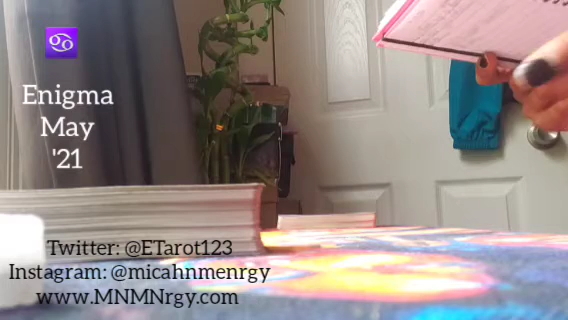 ♋
Enigma
May
'21
Twitter: @ETarot123
Instagram: @micahnmenrgy
www.MNMNrgy.com